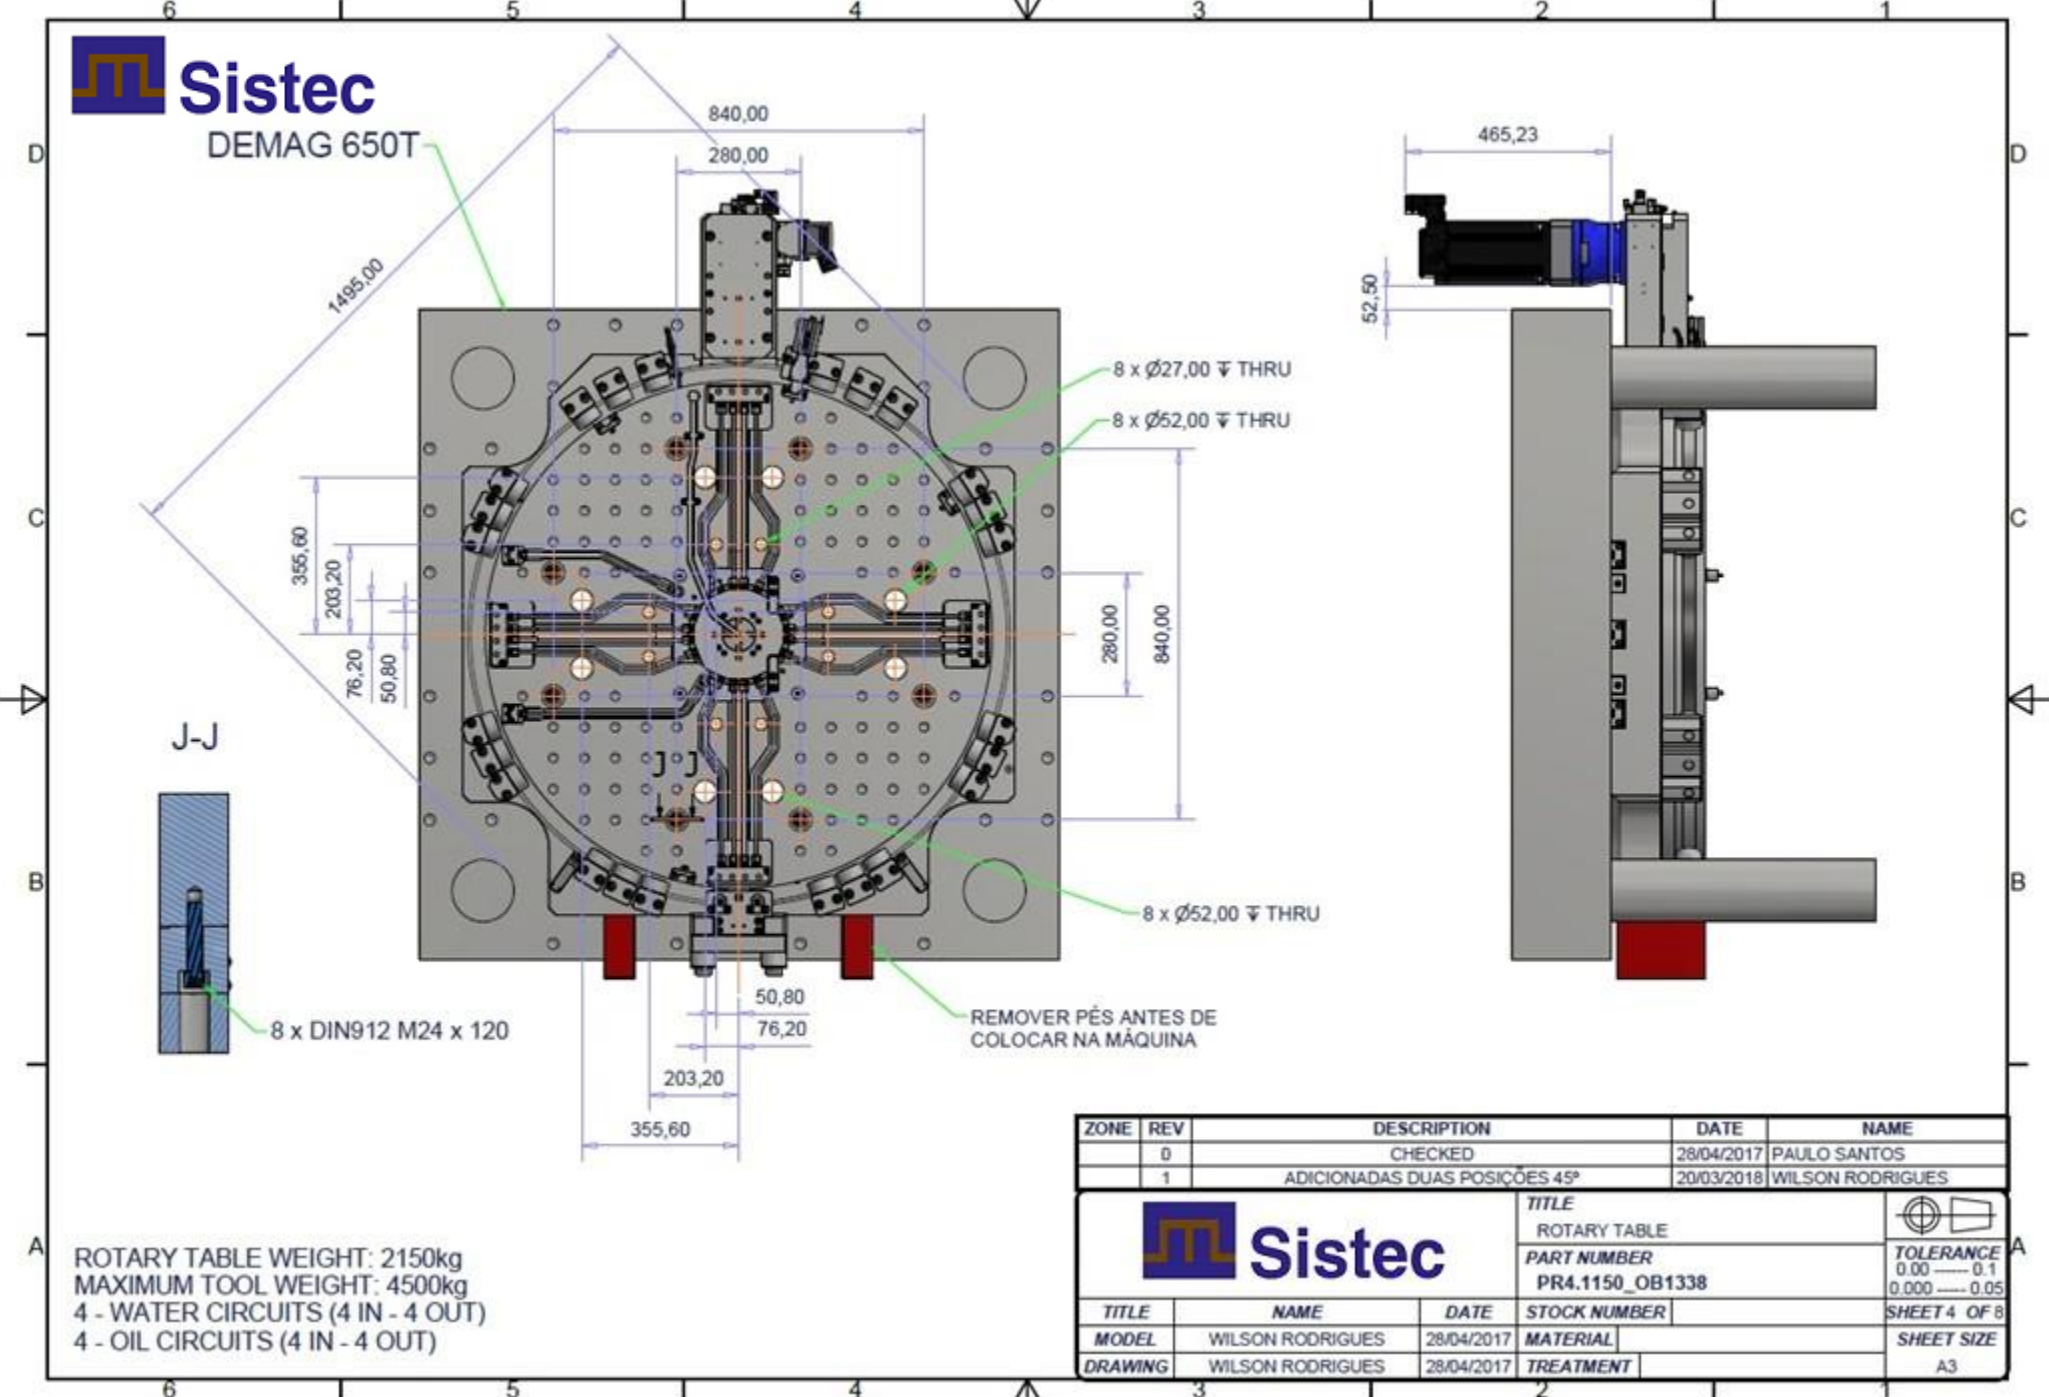 6 5 4 3 2 1
Sistec
DEMAG 650T
D
D
840,00
280,00
1495,00
465,23
52,50
8 x Ø27,00 ↧ THRU
8 x Ø52,00 ↧ THRU
C
C
355,60
203,20
76,20
50,80
280,00
840,00
J-J
J J
B
B
8 x Ø52,00 ↧ THRU
8 x DIN912 M24 x 120
50,80
76,20
203,20
355,60
REMOVER PÉS ANTES DE
COLOCAR NA MÁQUINA
A
A
ROTARY TABLE WEIGHT: 2150kg
MAXIMUM TOOL WEIGHT: 4500kg
4 - WATER CIRCUITS (4 IN - 4 OUT)
4 - OIL CIRCUITS (4 IN - 4 OUT)
ZONE REV DESCRIPTION DATE NAME
0 CHECKED 28/04/2017 PAULO SANTOS
1 ADICIONADAS DUAS POSIÇÕES 45º 20/03/2018 WILSON RODRIGUES
Sistec
TITLE
ROTARY TABLE
PART NUMBER
PR4.1150_OB1338
TOLERANCE
0.00 ------ 0.1
0.000 ----- 0.05
TITLE NAME DATE STOCK NUMBER SHEET 4 OF 8
MODEL WILSON RODRIGUES 28/04/2017 MATERIAL SHEET SIZE
DRAWING WILSON RODRIGUES 28/04/2017 TREATMENT A3
6 5 4 3 2 1